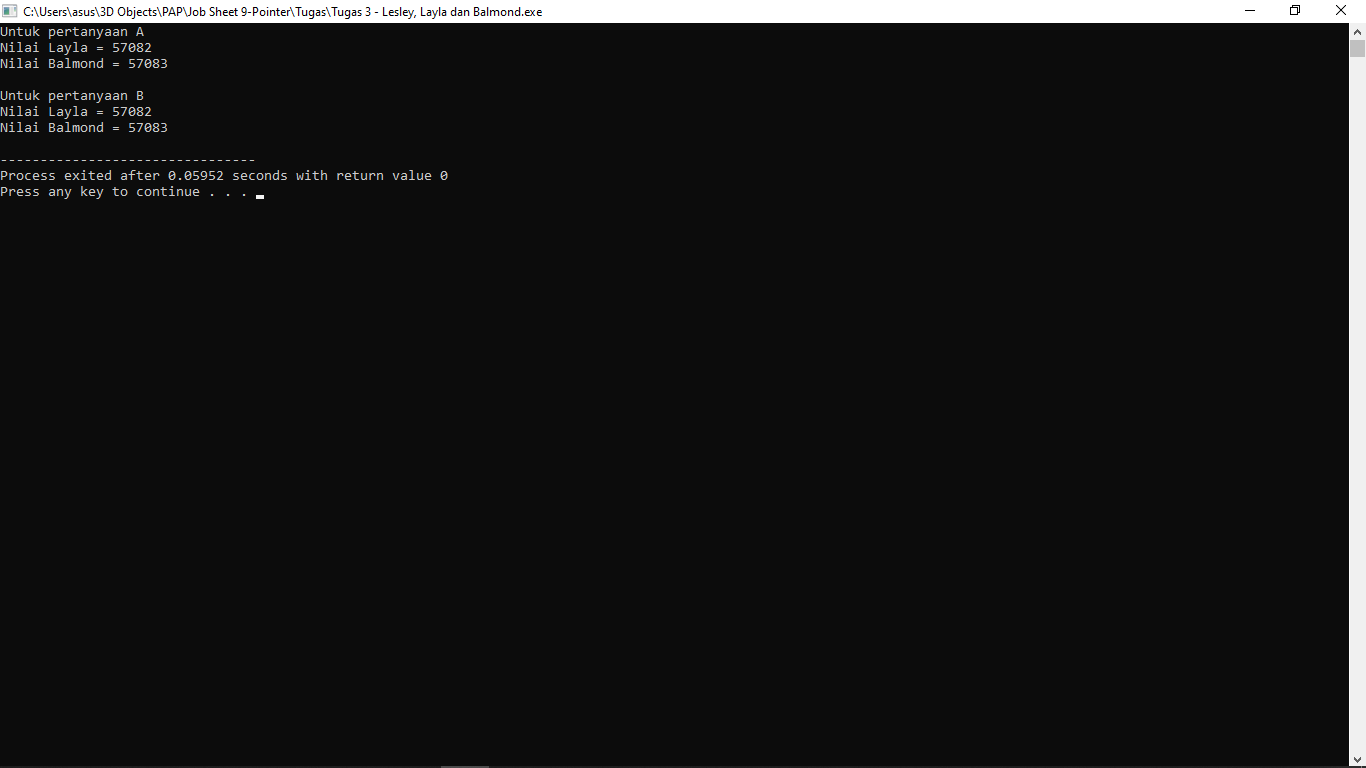 C:\Users\asus\3D Objects\PAP\Job Sheet 9-Pointer\Tugas\Tugas 3 - Lesley, Layla dan Balmond.exe
Untuk pertanyaan A
Nilai Layla = 57082
Nilai Balmond = 57083
Untuk pertanyaan B
Nilai Layla = 57082
Nilai Balmond = 57083
--------------------------------
Process exited after 0.05952 seconds with return value 0
Press any key to continue . . .